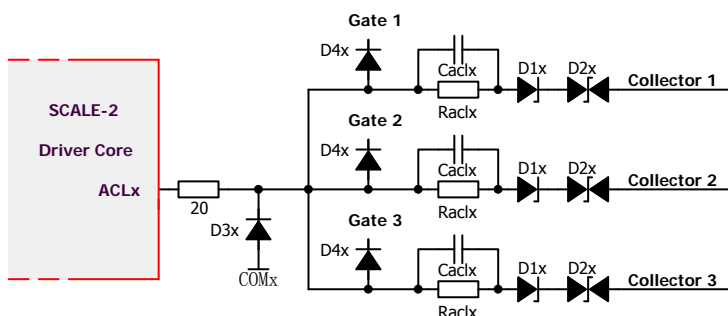 Gate 1
D4x
Caclx
Raclx
D1x
D2x
Collector 1
SCALE-2
Driver Core
ACLx
20
D3x
COMx
Gate 2
D4x
Caclx
Raclx
D1x
D2x
Collector 2
Gate 3
D4x
Caclx
Raclx
D1x
D2x
Collector 3